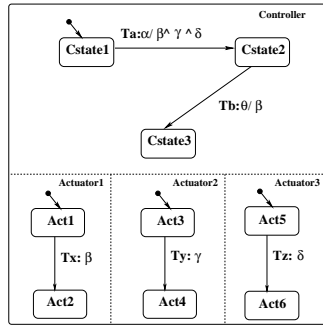 Controller
Ta:α/ β^ γ ^ δ
Cstate1
Cstate2
Tb:θ/ β
Cstate3
Actuator1
Actuator2
Actuator3
Act1
Act3
Act5
Tx: β
Ty: γ
Tz: δ
Act2
Act4
Act6